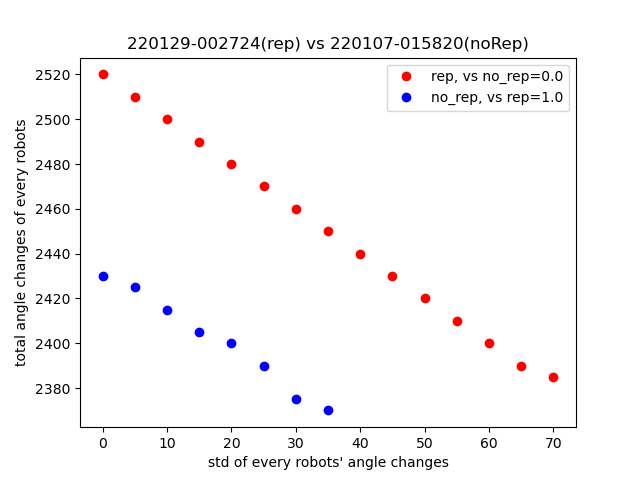 220129-002724(rep) vs 220107-015820(noRep)
rep, vs no_rep=0.0
no_rep, vs rep=1.0
total angle changes of every robots
2520
2500
2480
2460
2440
2420
2400
2380
0 10 20 30 40 50 60 70
std of every robots' angle changes